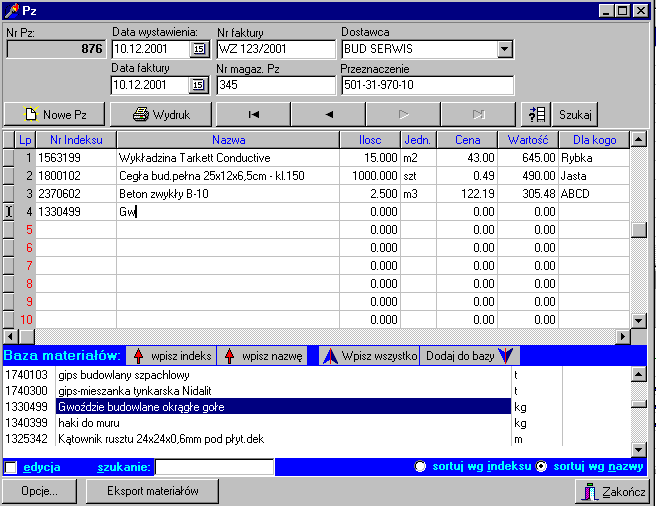 Pz
Nr Pz: Data wystawienia: Nr faktury Dostawca
876 10.12.2001 15 WZ 123/2001 BUD SERWIS
Data faktury Nr magaz. Pz Przeznaczenie
10.12.2001 15 345 501-31-970-10
Nowe Pz Wydruk Szukaj
Lp Nr Indeksu Nazwa Ilosc Jedn. Cena Wartość Dla kogo
1 1563199 Wykładzina Tarkett Conductive 15.000 m2 43.00 645.00 Rybka
2 1800102 Cegła bud.pełna 25x12x6,5cm - kl.150 1000.000 szt 0.49 490.00 Jasta
3 2370602 Beton zwykły B-10 2.500 m3 122.19 305.48 ABCD
4 1330499 Gw 0.000 0.00 0.00
5 0.000 0.00 0.00
6 0.000 0.00 0.00
7 0.000 0.00 0.00
8 0.000 0.00 0.00
9 0.000 0.00 0.00
10 0.000 0.00 0.00
Baza materiałów: wpisz indeks wpisz nazwę Wpisz wszystko Dodaj do bazy
1740103 gips budowlany szpachlowy t
1740300 gips-mieszanka tynkarska Nidalit t
1330499 Gwoździe budowlane okrągłe gołe kg
1340399 haki do muru kg
1325342 Kątownik rusztu 24x24x0,6mm pod płyt.dek m
edycja szukanie: sortuj wg indeksu sortuj wg nazwy
Opcje... Eksport materiałów Zakończ